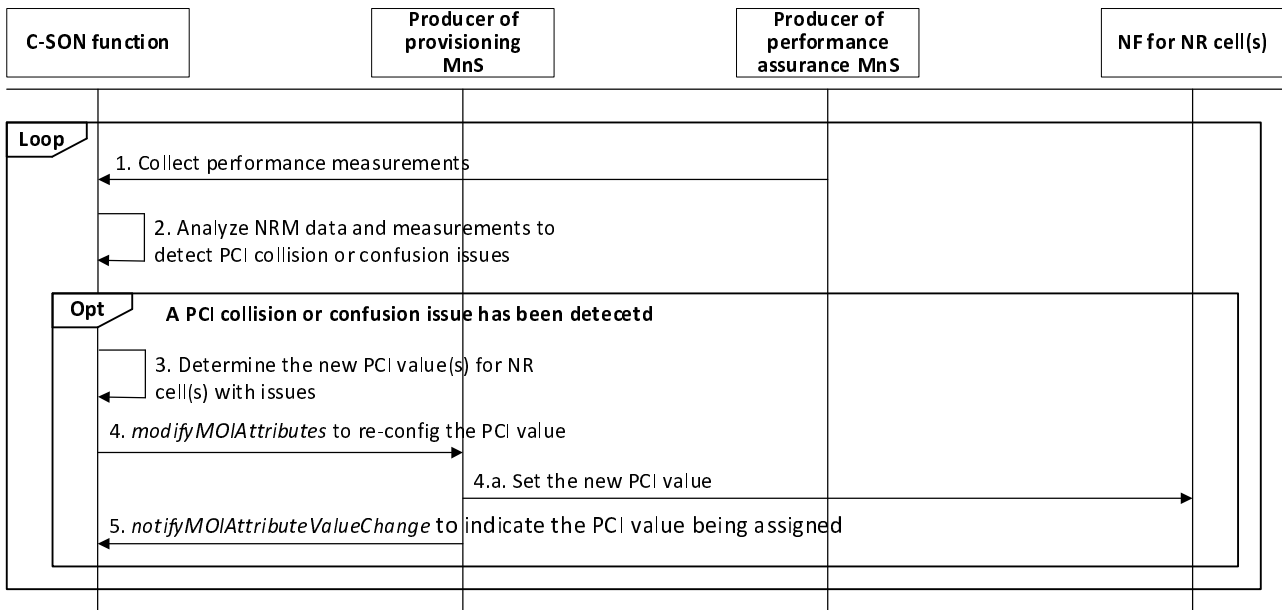 C-SON function
Producer of
provisioning
MnS
Producer of
performance
assurance MnS
NF for NR cell(s)
Loop
1. Collect performance measurements
2. Analyze NRM data and measurements to
detect PCI collision or confusion issues
Opt
A PCI collision or confusion issue has been detecetd
3. Determine the new PCI value(s) for NR
cell(s) with issues
4. modifyMOIAttributes to re-config the PCI value
4.a. Set the new PCI value
5. notifyMOIAttributeValueChange to indicate the PCI value being assigned